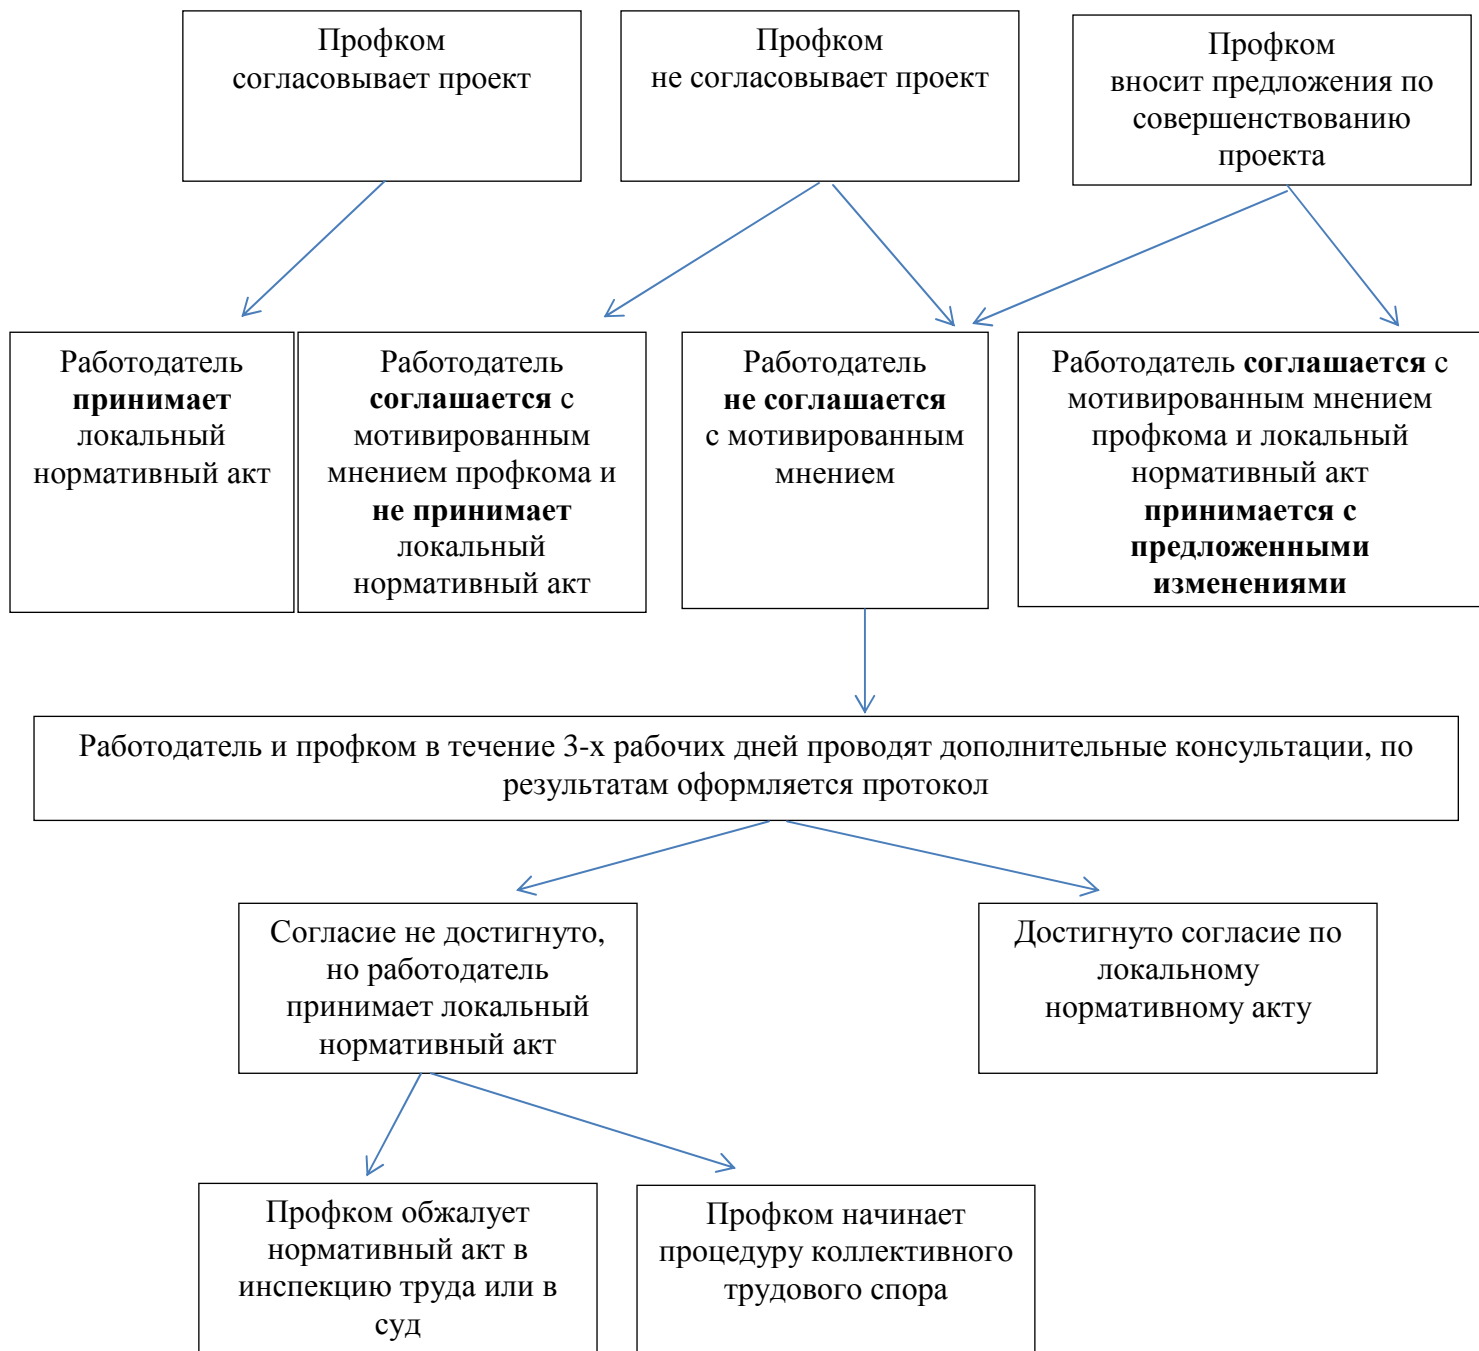 Профком
согласовывает проект
Профком
не согласовывает проект
Профком
вносит предложения по
совершенствованию
проекта
Работодатель
принимает
локальный
нормативный акт
Работодатель
соглашается с
мотивированным
мнением профкома и
не принимает
локальный
нормативный акт
Работодатель
не соглашается
с мотивированным
мнением
Работодатель соглашается с
мотивированным мнением
профкома и локальный
нормативный акт
принимается с
предложенными
изменениями
Работодатель и профком в течение 3-х рабочих дней проводят дополнительные консультации, по
результатам оформляется протокол
Согласие не достигнуто,
но работодатель
принимает локальный
нормативный акт
Достигнуто согласие по
локальному
нормативному акту
Профком обжалует
нормативный акт в
инспекцию труда или в
суд
Профком начинает
процедуру коллективного
трудового спора